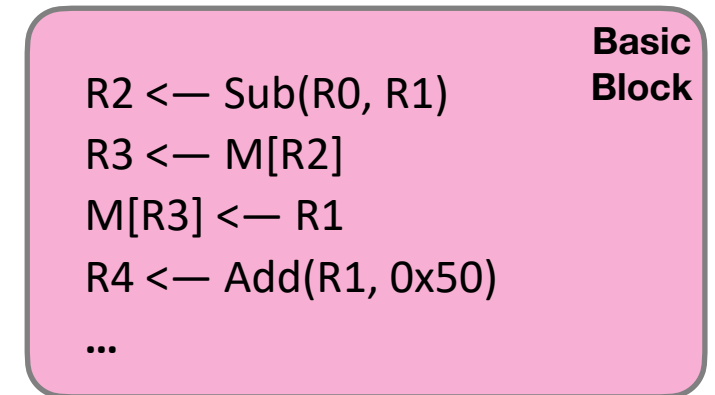 Basic
Block
R2 <— Sub(R0, R1)
R3 <— M[R2]
M[R3] <— R1
R4 <— Add(R1, 0x50)
...